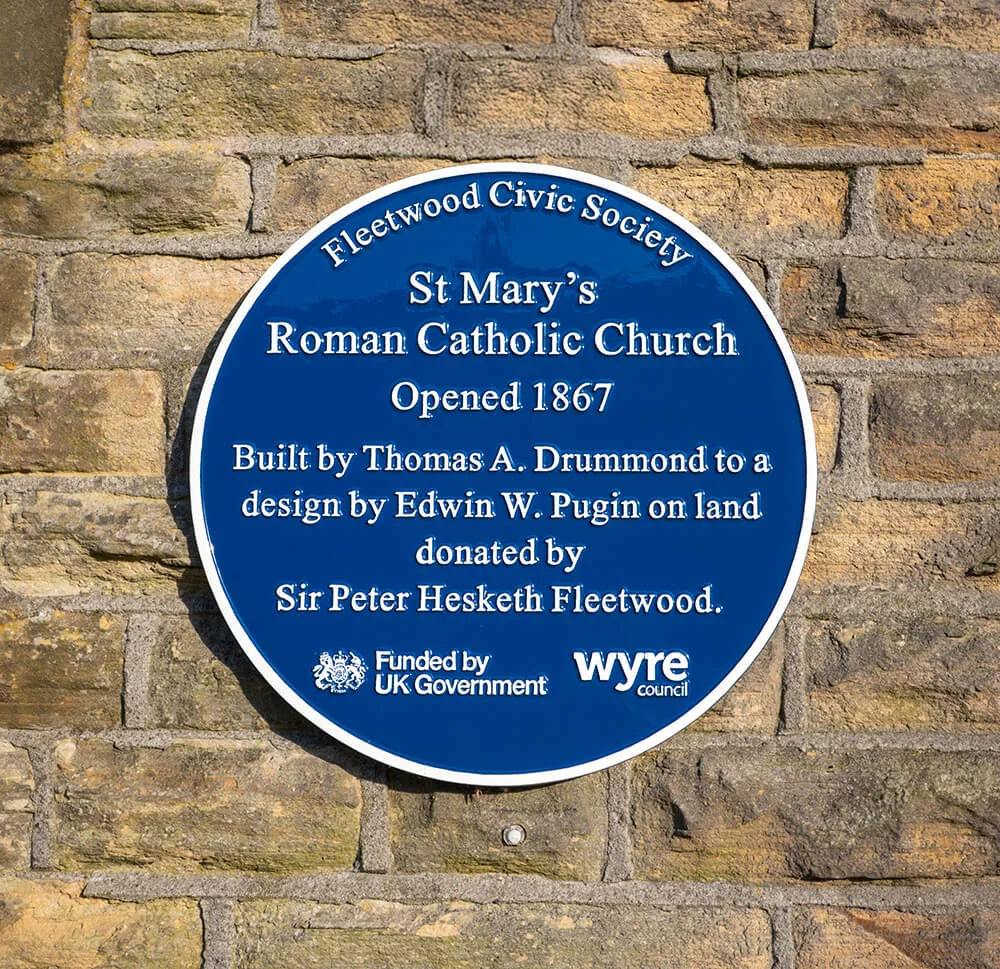 Fleetwood Civic Society
St Mary's
Roman Catholic Church
Opened 1867
Built by Thomas A. Drummond to a
design by Edwin W. Pugin on land
donated by
Sir Peter Hesketh Fleetwood.
Funded by
UK Government
wyre
council